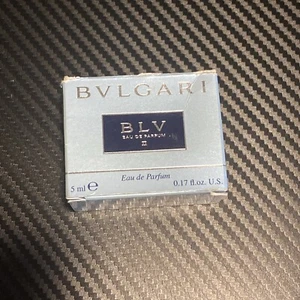 BVLGARI
BLV
EAU DE PARFUM
II
Eau de Parfum
5 ml ℮ 0.17 fl.oz. U.S.